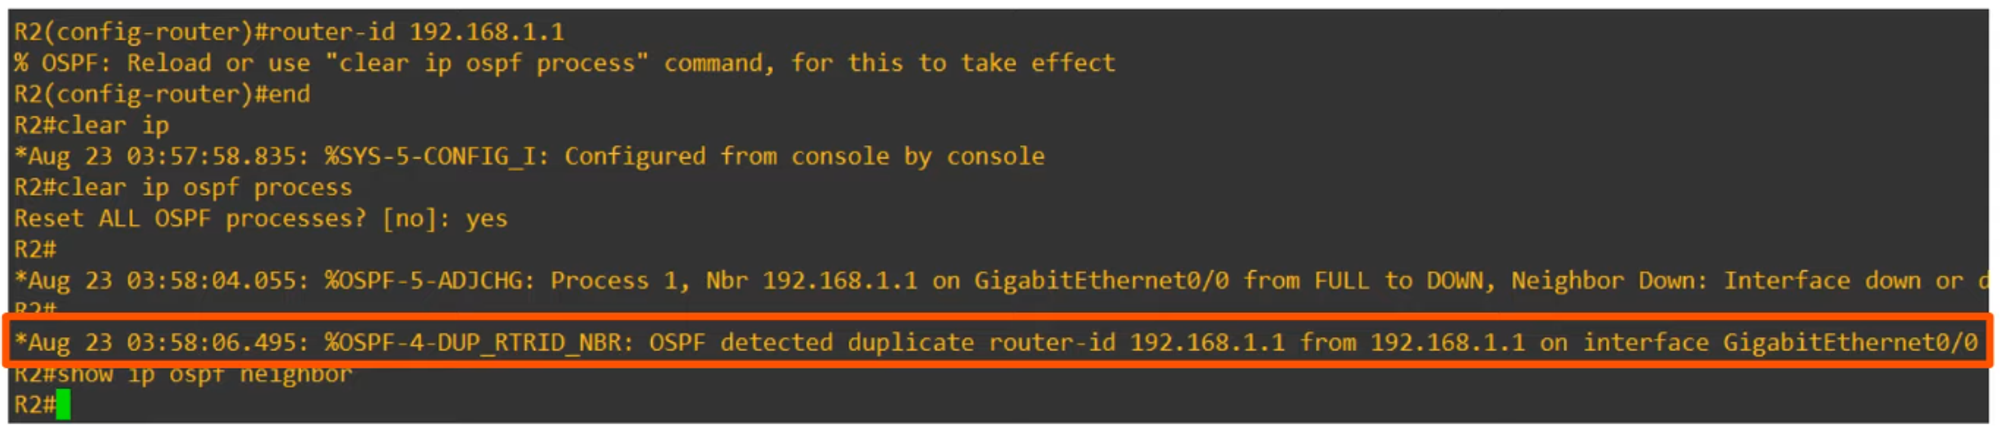 R2(config-router)#router-id 192.168.1.1
% OSPF: Reload or use "clear ip ospf process" command, for this to take effect
R2(config-router)#end
R2#clear ip
*Aug 23 03:57:58.835: %SYS-5-CONFIG_I: Configured from console by console
R2#clear ip ospf process
Reset ALL OSPF processes? [no]: yes
R2#
*Aug 23 03:58:04.055: %OSPF-5-ADJCHG: Process 1, Nbr 192.168.1.1 on GigabitEthernet0/0 from FULL to DOWN, Neighbor Down: Interface down or d
R2#
*Aug 23 03:58:06.495: %OSPF-4-DUP_RTRID_NBR: OSPF detected duplicate router-id 192.168.1.1 from 192.168.1.1 on interface GigabitEthernet0/0
R2#show ip ospf neighbor
R2#